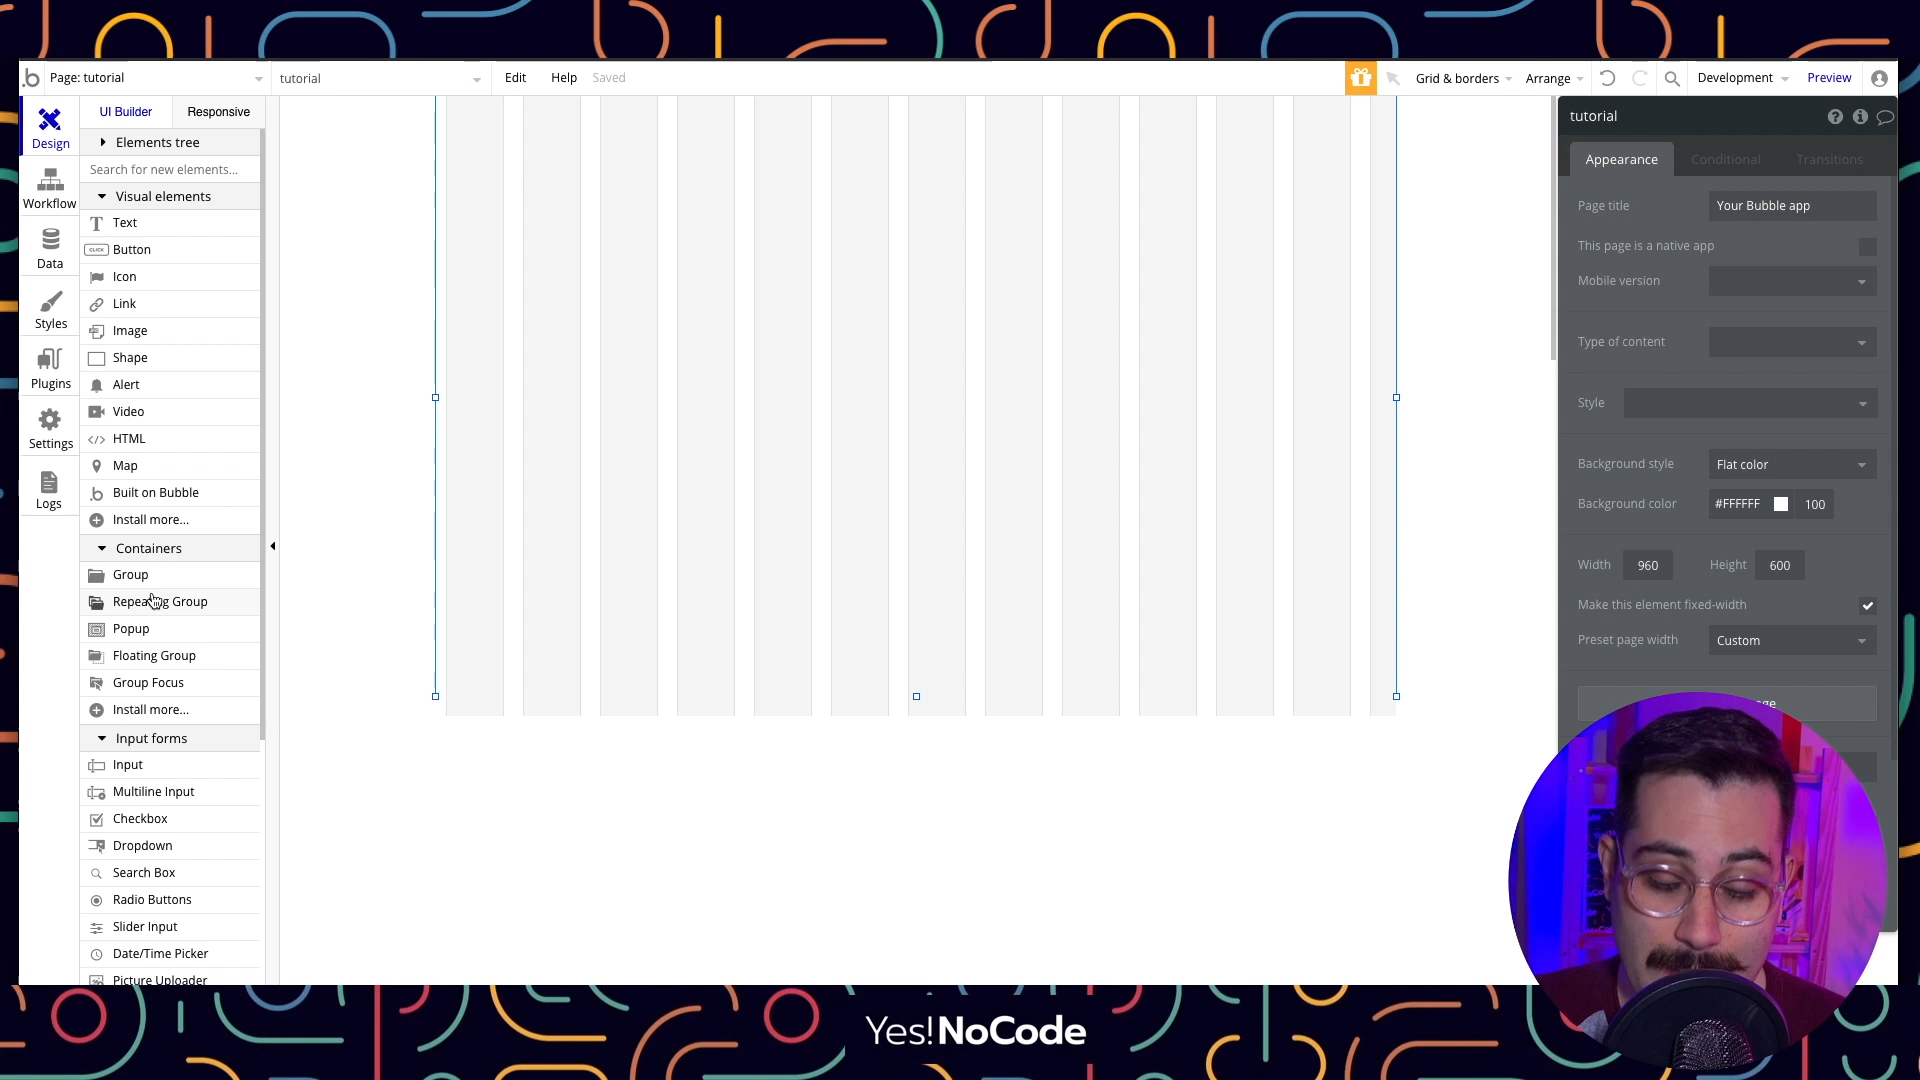 Page: tutorial
tutorial
Edit
Help
Saved
Grid & borders
Arrange
Development
Preview
Design
Workflow
Data
Styles
Plugins
Settings
Logs
UI Builder
Responsive
Elements tree
Search for new elements...
Visual elements
Text
CLICK
Button
Icon
Link
Image
Shape
Alert
Video
HTML
Map
Built on Bubble
Install more...
Containers
Group
Repeating Group
Popup
Floating Group
Group Focus
Install more...
Input forms
Input
Multiline Input
Checkbox
Dropdown
Search Box
Radio Buttons
Slider Input
Date/Time Picker
Picture Uploader
tutorial
Appearance
Conditional
Transitions
Page title
Your Bubble app
This page is a native app
Mobile version
Type of content
Style
Background style
Flat color
Background color
#FFFFFF
100
Width
960
Height
600
Make this element fixed-width
Preset page width
Custom
Yes!NoCode